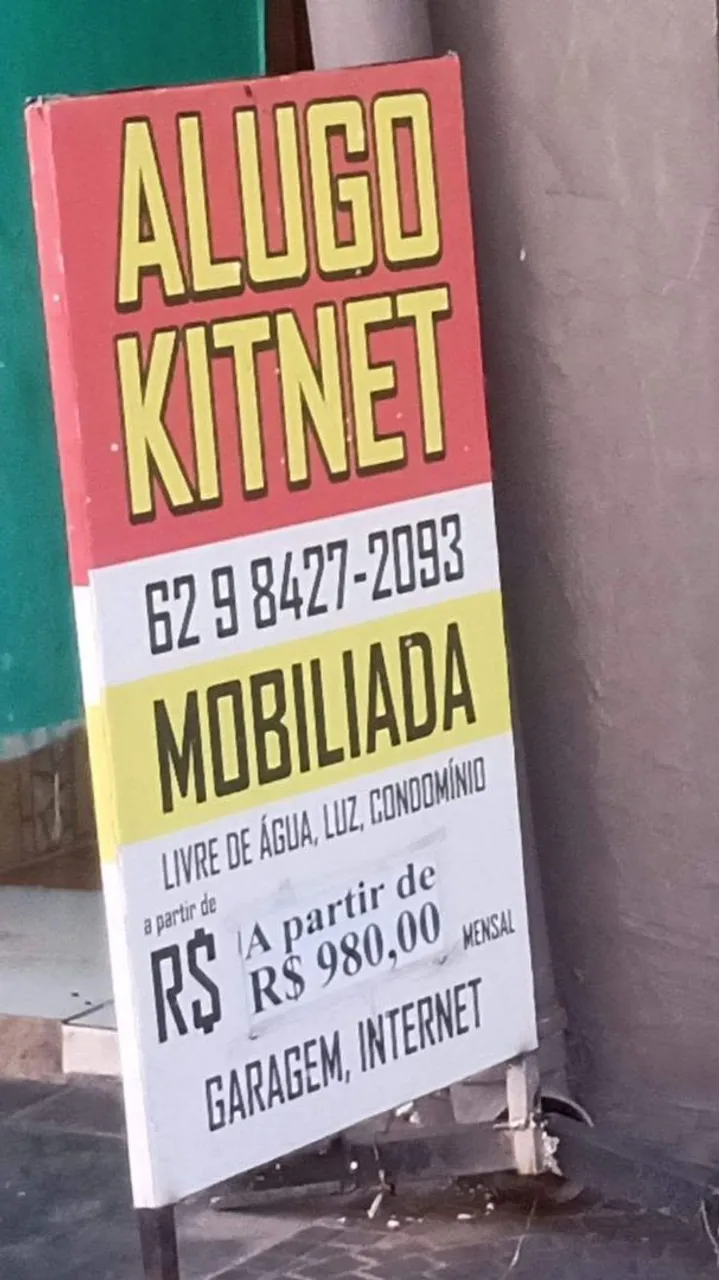 ALUGO
KITNET
62 9 8427-2093
MOBILIADA
LIVRE DE ÁGUA, LUZ, CONDOMÍNIO
a partir de
R$
A partir de
R$ 980,00
MENSAL
GARAGEM, INTERNET